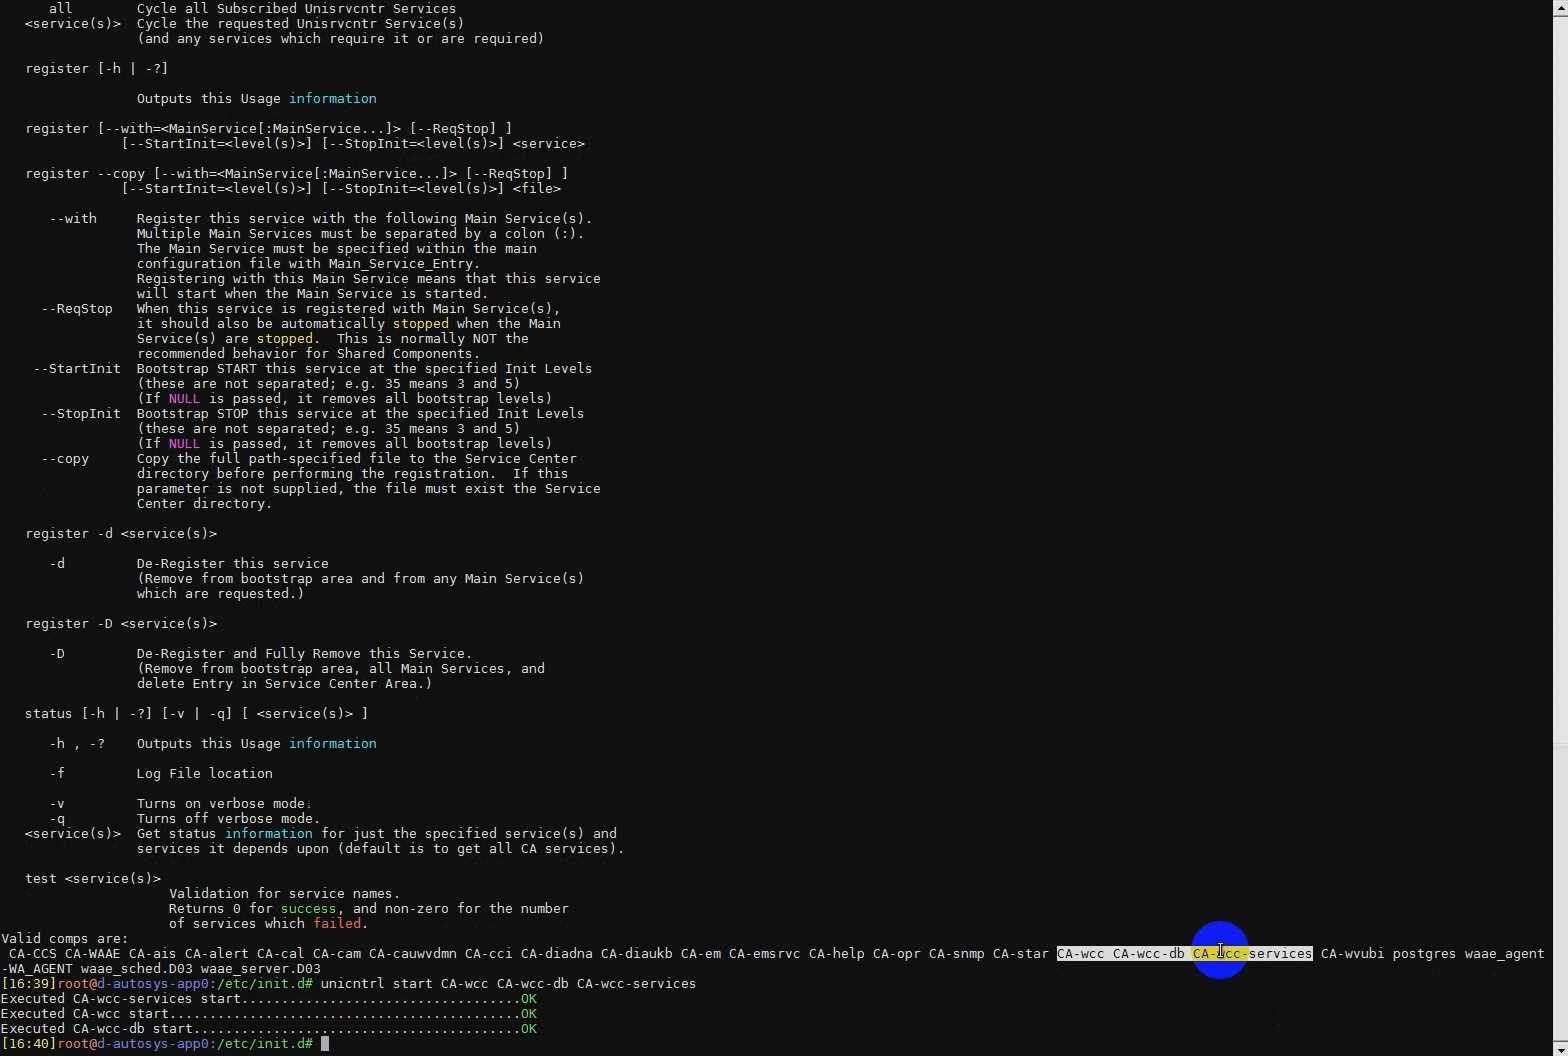 all        Cycle all Subscribed Unisrvcntr Services
<service(s)>  Cycle the requested Unisrvcntr Service(s)
(and any services which require it or are required)
register [-h | -?]
Outputs this Usage information
register [--with=<MainService[:MainService...]> [--ReqStop] ]
[--StartInit=<level(s)>] [--StopInit=<level(s)>] <service>
register --copy [--with=<MainService[:MainService...]> [--ReqStop] ]
[--StartInit=<level(s)>] [--StopInit=<level(s)>] <file>
--with     Register this service with the following Main Service(s).
Multiple Main Services must be separated by a colon (:).
The Main Service must be specified within the main
configuration file with Main_Service_Entry.
Registering with this Main Service means that this service
will start when the Main Service is started.
--ReqStop   When this service is registered with Main Service(s),
it should also be automatically stopped when the Main
Service(s) are stopped.  This is normally NOT the
recommended behavior for Shared Components.
--StartInit  Bootstrap START this service at the specified Init Levels
(these are not separated; e.g. 35 means 3 and 5)
(If NULL is passed, it removes all bootstrap levels)
--StopInit  Bootstrap STOP this service at the specified Init Levels
(these are not separated; e.g. 35 means 3 and 5)
(If NULL is passed, it removes all bootstrap levels)
--copy      Copy the full path-specified file to the Service Center
directory before performing the registration.  If this
parameter is not supplied, the file must exist the Service
Center directory.
register -d <service(s)>
-d         De-Register this service
(Remove from bootstrap area and from any Main Service(s)
which are requested.)
register -D <service(s)>
-D         De-Register and Fully Remove this Service.
(Remove from bootstrap area, all Main Services, and
delete Entry in Service Center Area.)
status [-h | -?] [-v | -q] [ <service(s)> ]
-h , -?    Outputs this Usage information
-f         Log File location
-v         Turns on verbose mode.
-q         Turns off verbose mode.
<service(s)>  Get status information for just the specified service(s) and
services it depends upon (default is to get all CA services).
test <service(s)>
Validation for service names.
Returns 0 for success, and non-zero for the number
of services which failed.
Valid comps are:
CA-CCS CA-WAAE CA-ais CA-alert CA-cal CA-cam CA-cauwvdmn CA-cci CA-diadna CA-diaukb CA-em CA-emsrvc CA-help CA-opr CA-snmp CA-star CA-wcc CA-wcc-db CA-wcc-services CA-wvubi postgres waae_agent
-WA_AGENT waae_sched.D03 waae_server.D03
[16:39]root@d-autosys-app0:/etc/init.d# unicntrl start CA-wcc CA-wcc-db CA-wcc-services
Executed CA-wcc-services start...................................OK
Executed CA-wcc start............................................OK
Executed CA-wcc-db start.........................................OK
[16:40]root@d-autosys-app0:/etc/init.d#